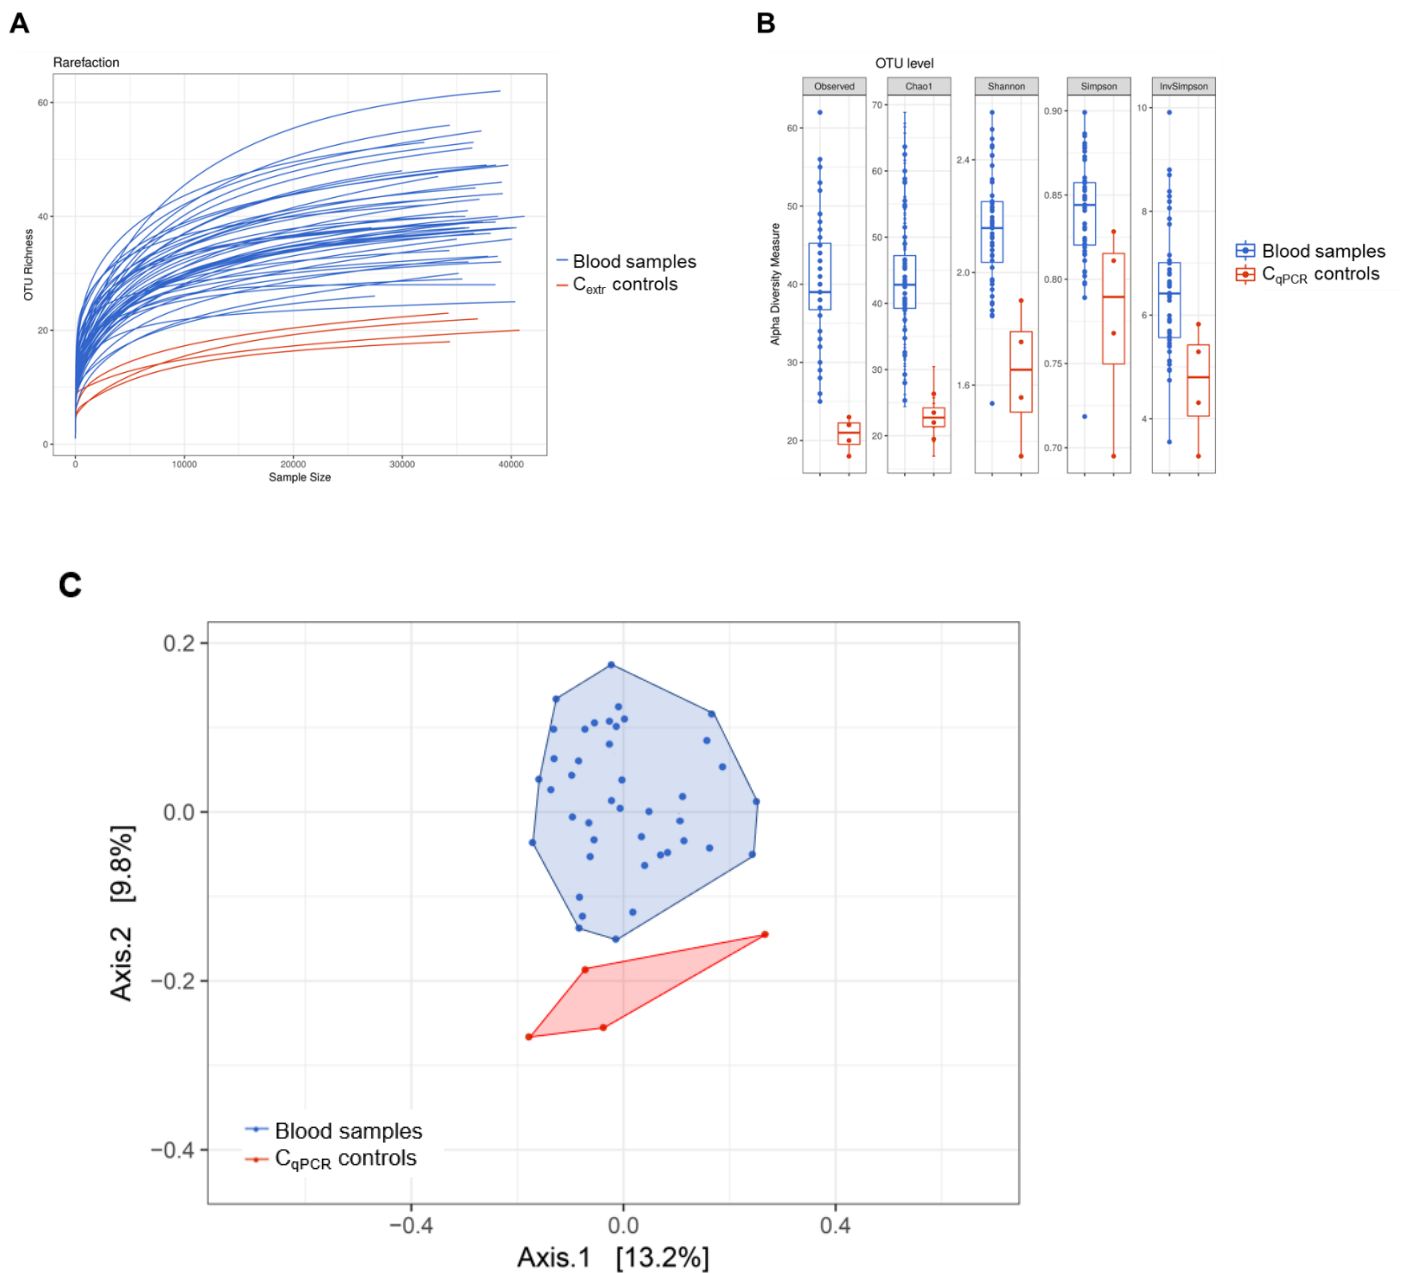 A
Rarefaction
60
40
20
0
OTU Richness
0 10000 20000 30000 40000
Sample Size
Blood samples
Cextr controls
B
OTU level
Observed Chao1 Shannon Simpson InvSimpson
Alpha Diversity Measure
60
50
40
30
20
70
60
50
40
30
20
2.4
2.0
1.6
0.90
0.85
0.80
0.75
0.70
10
8
6
4
Blood samples
CqPCR controls
C
0.2
0.0
−0.2
−0.4
Axis.2 [9.8%]
Blood samples
CqPCR controls
−0.4 0.0 0.4
Axis.1 [13.2%]